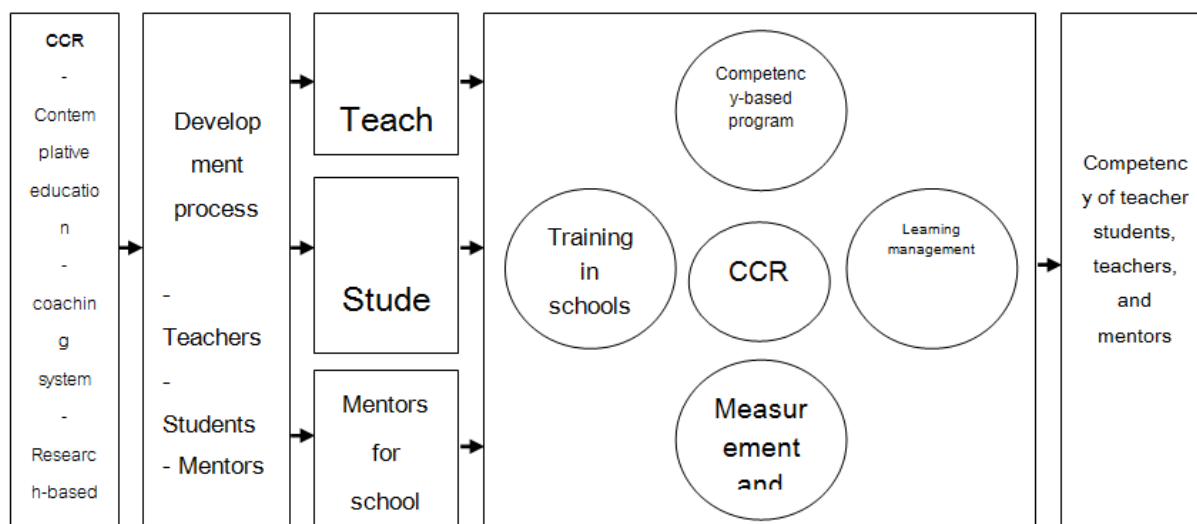 CCR
-
Contem
plative
educatio
n
-
coachin
g
system
-
Researc
h-based
Develop
ment
process
-
Teachers
-
Students
- Mentors
Teach
Stude
Mentors
for
school
Competenc
y-based
program
Training
in
schools
CCR
Learning
management
Measur
ement
and
Competenc
y of teacher
students,
teachers,
and
mentors